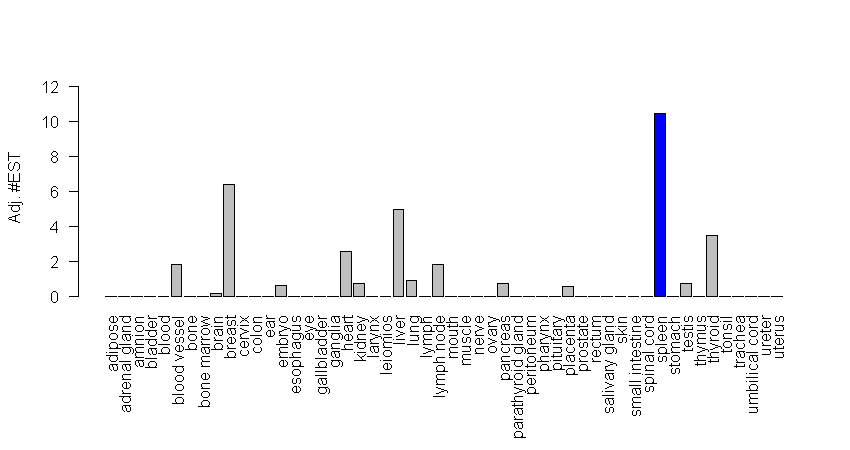 12
10
8
6
4
2
0
Adj. #EST
adipose
adrenal gland
amnion
bladder
blood
blood vessel
bone
bone marrow
brain
breast
cervix
colon
ear
embryo
esophagus
eye
gallbladder
ganglia
heart
kidney
larynx
leiomios
liver
lung
lymph
lymph node
mouth
muscle
nerve
ovary
pancreas
parathyroid gland
peritoneum
pharynx
pituitary
placenta
prostate
rectum
salivary gland
skin
small intestine
spinal cord
spleen
stomach
testis
thymus
thyroid
tonsil
trachea
umbilical cord
ureter
uterus